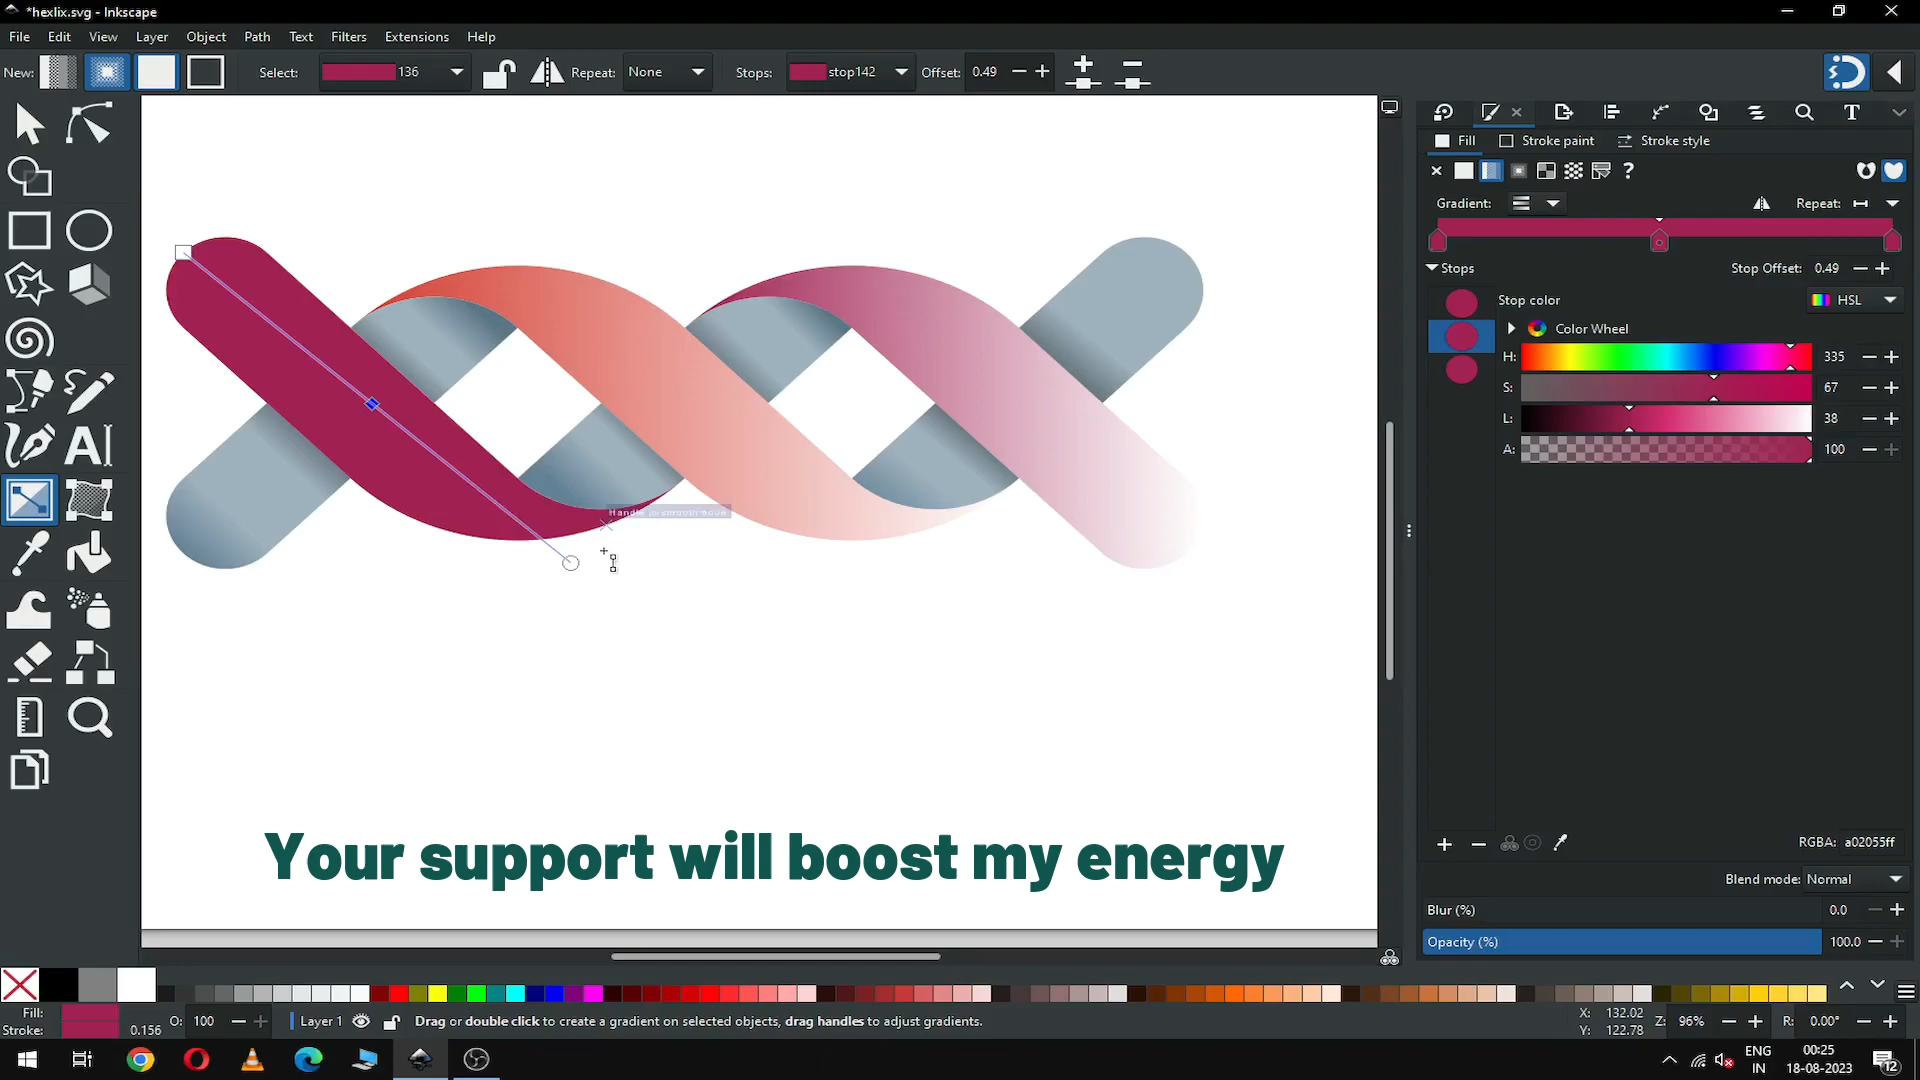 *hexlix.svg - Inkscape
File Edit View Layer Object Path Text Filters Extensions Help
New: Select: 136 Repeat: None Stops: stop142 Offset: 0.49
Fill Stroke paint Stroke style
?
Gradient: Repeat:
Stops Stop Offset: 0.49
Stop color HSL
Color Wheel
H: 335
S: 67
L: 38
A: 100
Handle to smooth node
Your support will boost my energy
RGBA: a02055ff
Blend mode: Normal
Blur (%) 0.0
Opacity (%) 100.0
Fill:
Stroke: 0.156 O: 100 Layer 1 Drag or double click to create a gradient on selected objects, drag handles to adjust gradients.
X: 132.02
Y: 122.78 Z: 96% R: 0.00°
ENG
IN
00:25
18-08-2023
12